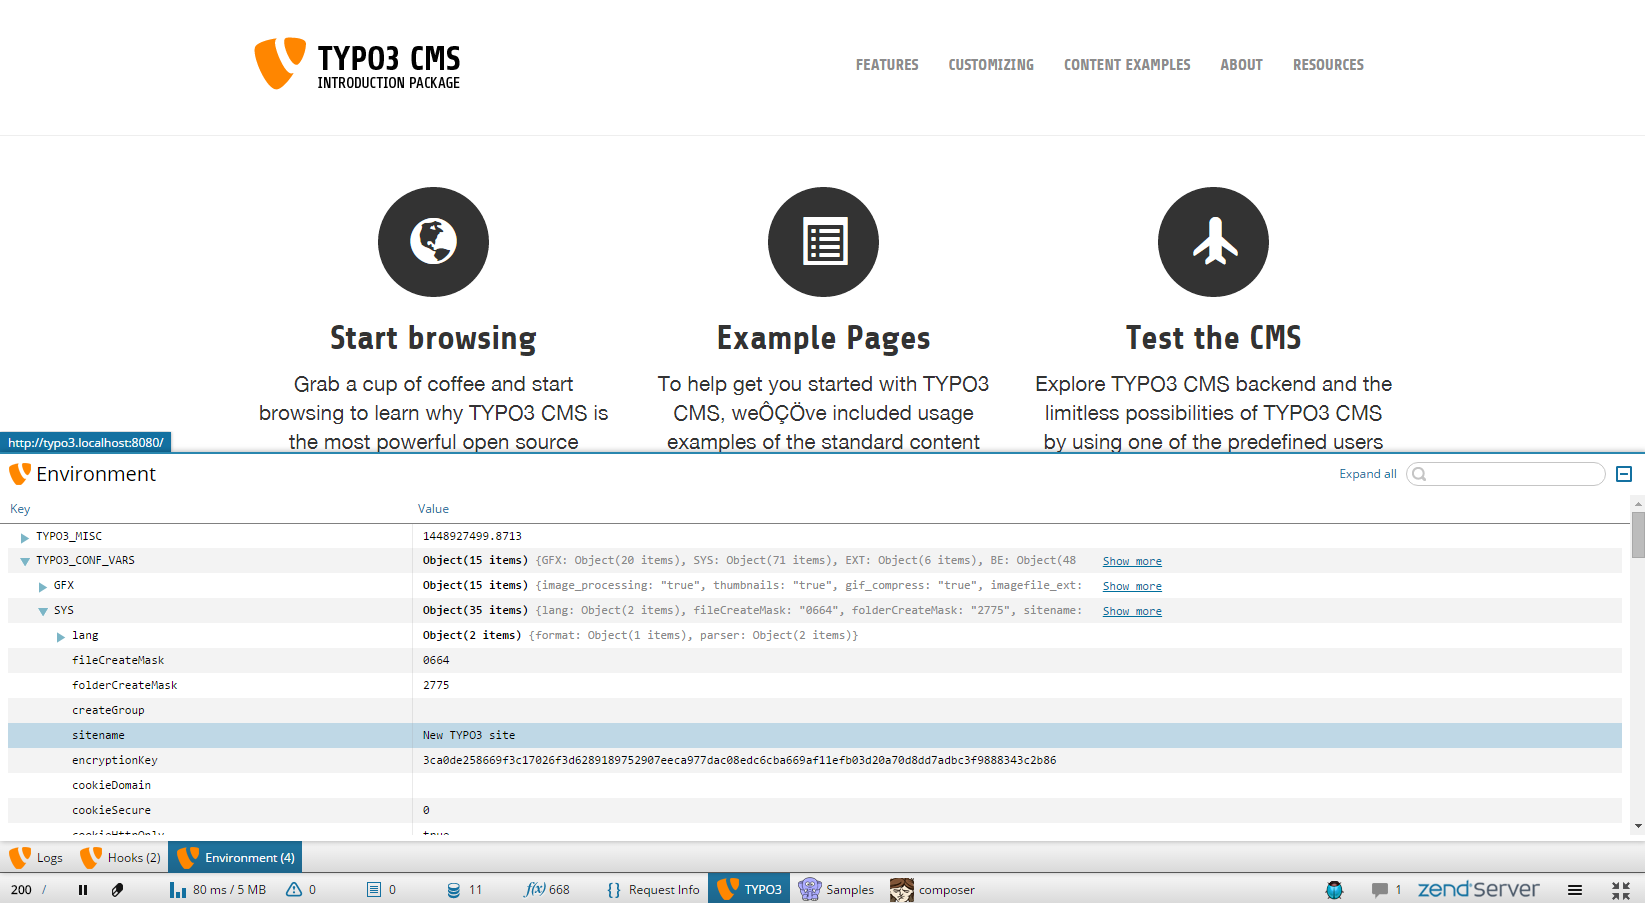 TYPO3 CMS
INTRODUCTION PACKAGE
FEATURES CUSTOMIZING CONTENT EXAMPLES ABOUT RESOURCES
Start browsing
Grab a cup of coffee and start
browsing to learn why TYPO3 CMS is
the most powerful open source
Example Pages
To help get you started with TYPO3
CMS, weÔÇÖve included usage
examples of the standard content
Test the CMS
Explore TYPO3 CMS backend and the
limitless possibilities of TYPO3 CMS
by using one of the predefined users
http://typo3.localhost:8080/
Environment Expand all
Key Value
TYPO3_MISC 1448927499.8713
TYPO3_CONF_VARS Object(15 items) {GFX: Object(20 items), SYS: Object(71 items), EXT: Object(6 items), BE: Object(48 Show more
GFX Object(15 items) {image_processing: "true", thumbnails: "true", gif_compress: "true", imagefile_ext: Show more
SYS Object(35 items) {lang: Object(2 items), fileCreateMask: "0664", folderCreateMask: "2775", sitename: Show more
lang Object(2 items) {format: Object(1 items), parser: Object(2 items)}
fileCreateMask 0664
folderCreateMask 2775
createGroup
sitename New TYPO3 site
encryptionKey 3ca0de258669f3c17026f3d6289189752907eeca977dac08edc6cba669af11efb03d20a70d8dd7adbc3f9888343c2b86
cookieDomain
cookieSecure 0
cookieHttpOnly true
Logs Hooks (2) Environment (4)
200 / 80 ms / 5 MB 0 0 11 f(x) 668 {} Request Info TYPO3 Samples composer 1 zend Server